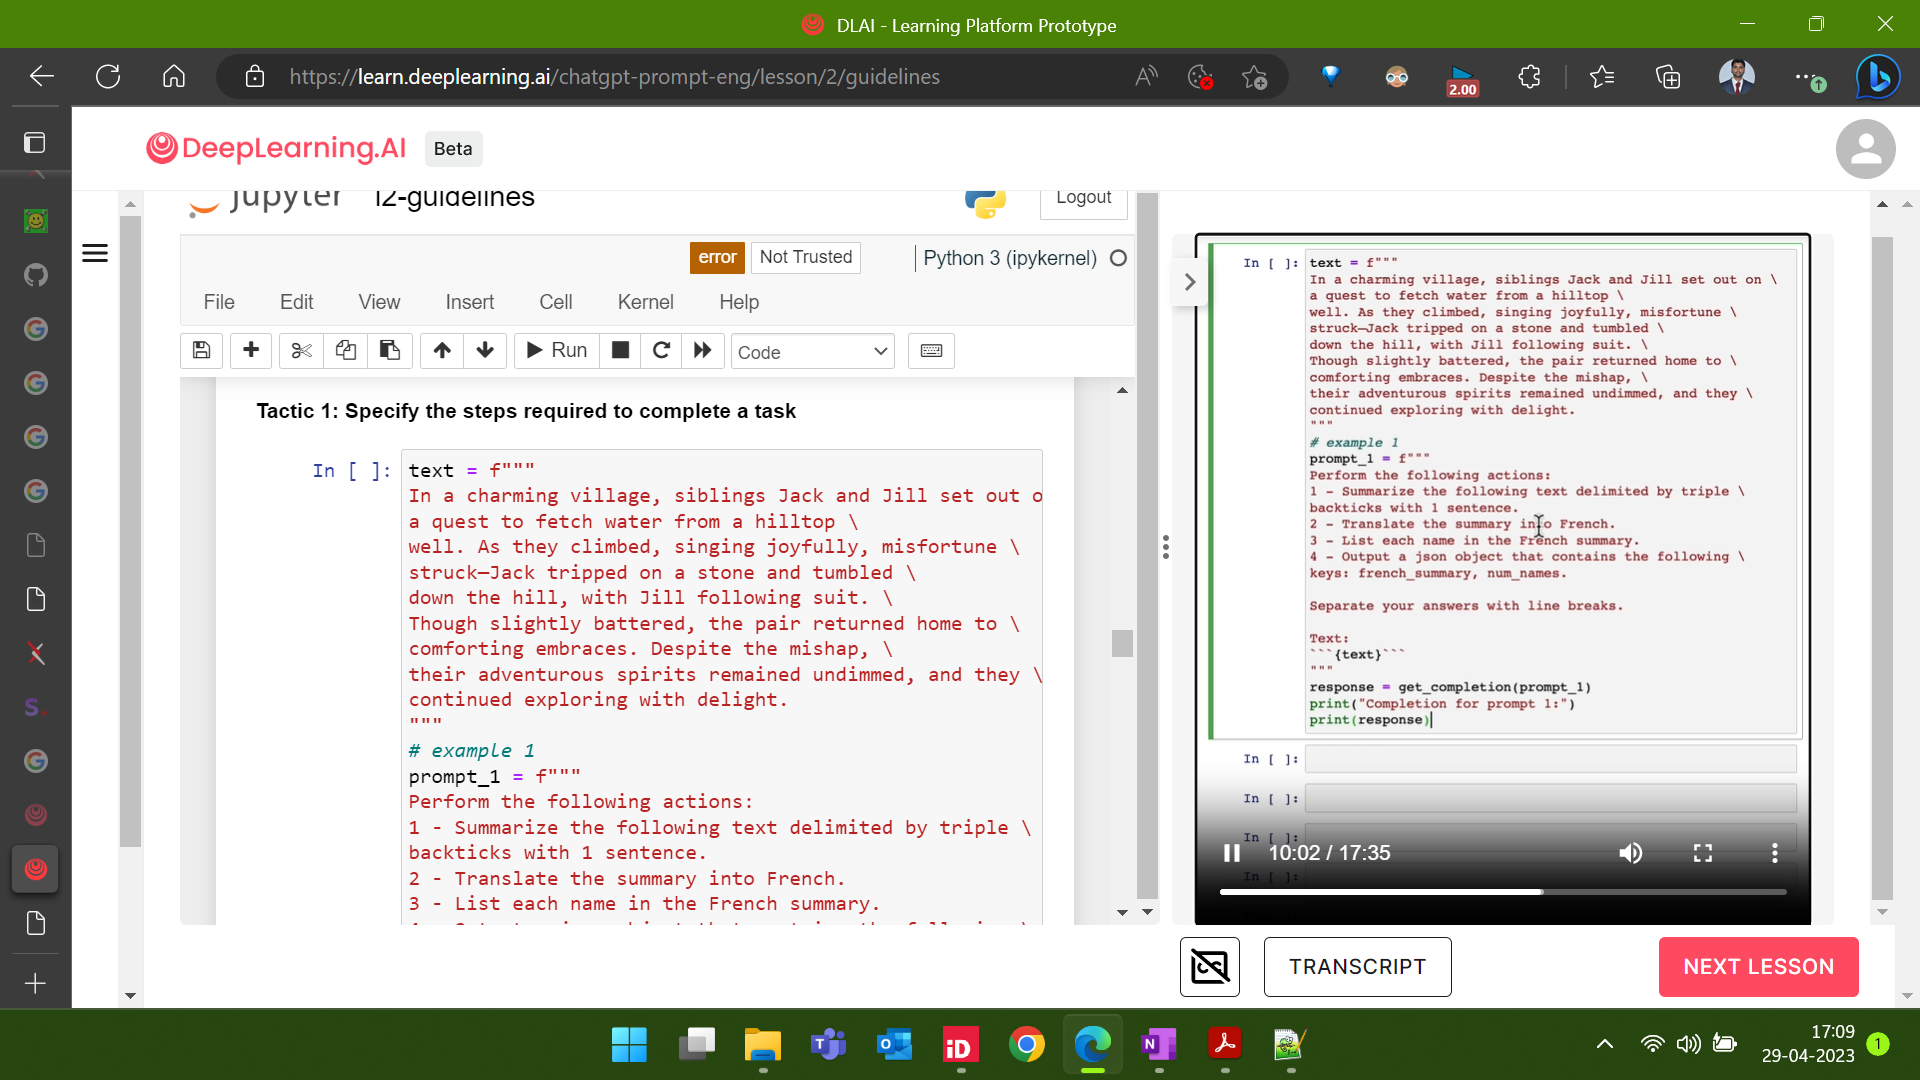 DLAI - Learning Platform Prototype
https://learn.deeplearning.ai/chatgpt-prompt-eng/lesson/2/guidelines
2.00
DeepLearning.AI Beta
jupyter l2-guidelines
Logout
error Not Trusted Python 3 (ipykernel)
File Edit View Insert Cell Kernel Help
Run Code
Tactic 1: Specify the steps required to complete a task
In [ ]: text = f"""
In a charming village, siblings Jack and Jill set out o
a quest to fetch water from a hilltop \
well. As they climbed, singing joyfully, misfortune \
struck—Jack tripped on a stone and tumbled \
down the hill, with Jill following suit. \
Though slightly battered, the pair returned home to \
comforting embraces. Despite the mishap, \
their adventurous spirits remained undimmed, and they \
continued exploring with delight.
"""
# example 1
prompt_1 = f"""
Perform the following actions:
1 - Summarize the following text delimited by triple \
backticks with 1 sentence.
2 - Translate the summary into French.
3 - List each name in the French summary.
In [ ]: text = f"""
In a charming village, siblings Jack and Jill set out on \
a quest to fetch water from a hilltop \
well. As they climbed, singing joyfully, misfortune \
struck—Jack tripped on a stone and tumbled \
down the hill, with Jill following suit. \
Though slightly battered, the pair returned home to \
comforting embraces. Despite the mishap, \
their adventurous spirits remained undimmed, and they \
continued exploring with delight.
"""
# example 1
prompt_1 = f"""
Perform the following actions:
1 - Summarize the following text delimited by triple \
backticks with 1 sentence.
2 - Translate the summary into French.
3 - List each name in the French summary.
4 - Output a json object that contains the following \
keys: french_summary, num_names.
Separate your answers with line breaks.
Text:
```{text}```
"""
response = get_completion(prompt_1)
print("Completion for prompt 1:")
print(response)
In [ ]:
In [ ]:
In [ ]:
In [ ]:
10:02 / 17:35
TRANSCRIPT
NEXT LESSON
17:09
29-04-2023
1